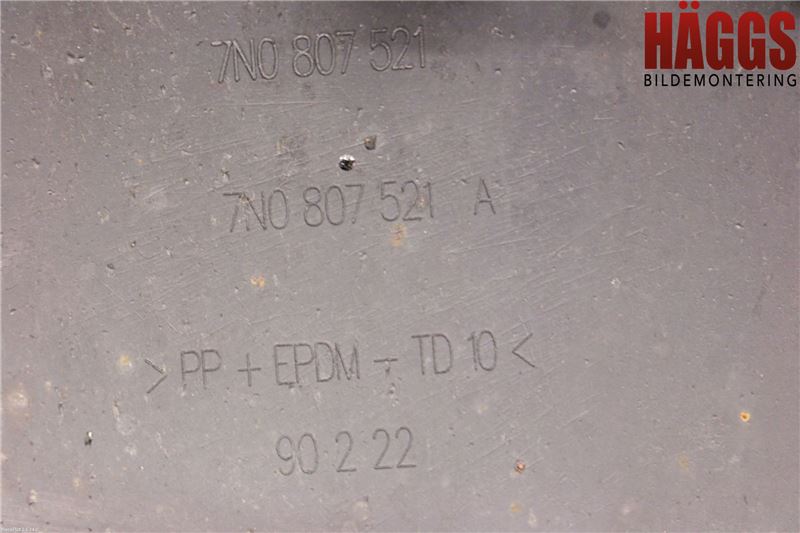 HÄGGS
BILDEMONTERING
7N0 807 521
7N0 807 521 A
>PP + EPDM - TD 10<
90 2 22